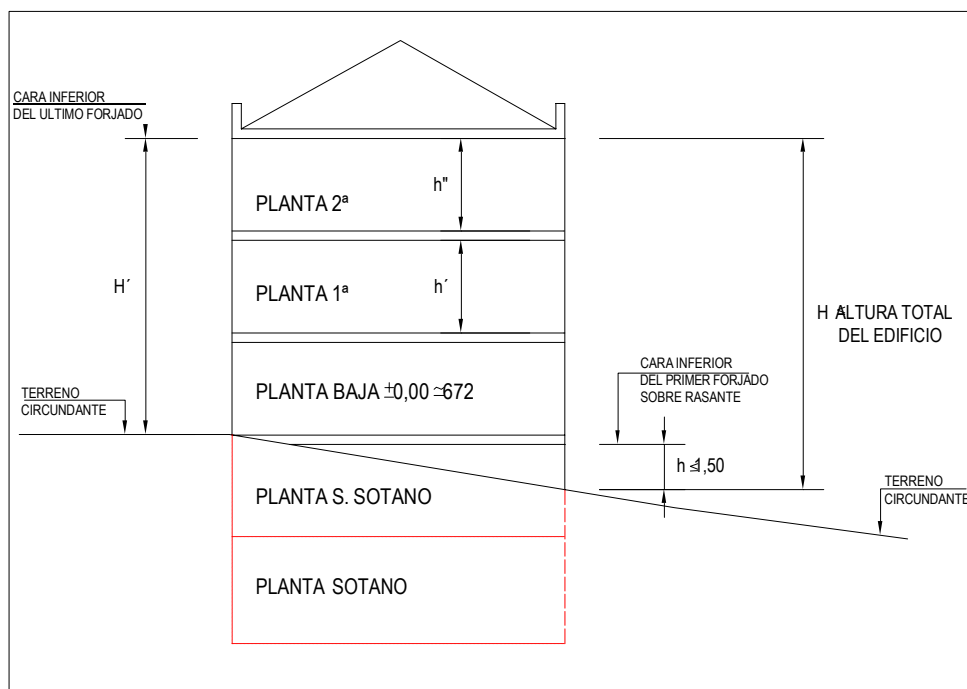 CARA INFERIOR
DEL ULTIMO FORJADO
h"
PLANTA 2ª
H´
PLANTA 1ª
h´
H = ALTURA TOTAL
DEL EDIFICIO
CARA INFERIOR
DEL PRIMER FORJADO
SOBRE RASANTE
TERRENO
CIRCUNDANTE
PLANTA BAJA ±0,00 ≃672
h ≤1,50
TERRENO
CIRCUNDANTE
PLANTA S. SOTANO
PLANTA SOTANO